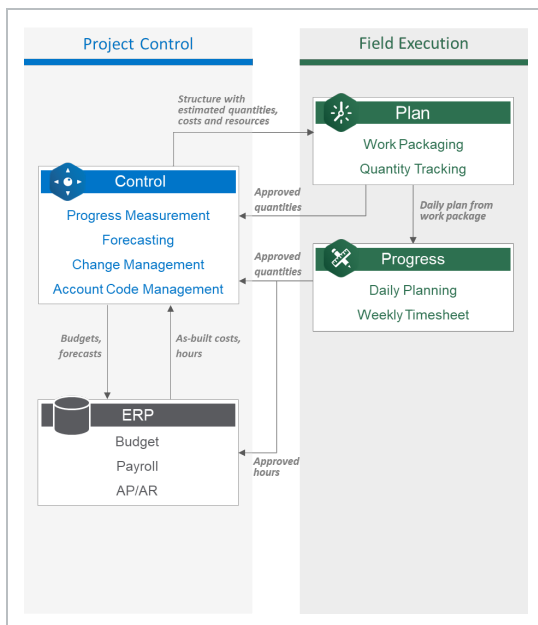 Project Control
Field Execution
Structure with
estimated quantities,
costs and resources
Plan
Work Packaging
Quantity Tracking
Control
Progress Measurement
Forecasting
Change Management
Account Code Management
Approved
quantities
Daily plan from
work package
Approved
quantities
Progress
Daily Planning
Weekly Timesheet
Budgets,
forecasts
As-built costs,
hours
ERP
Budget
Payroll
AP/AR
Approved
hours